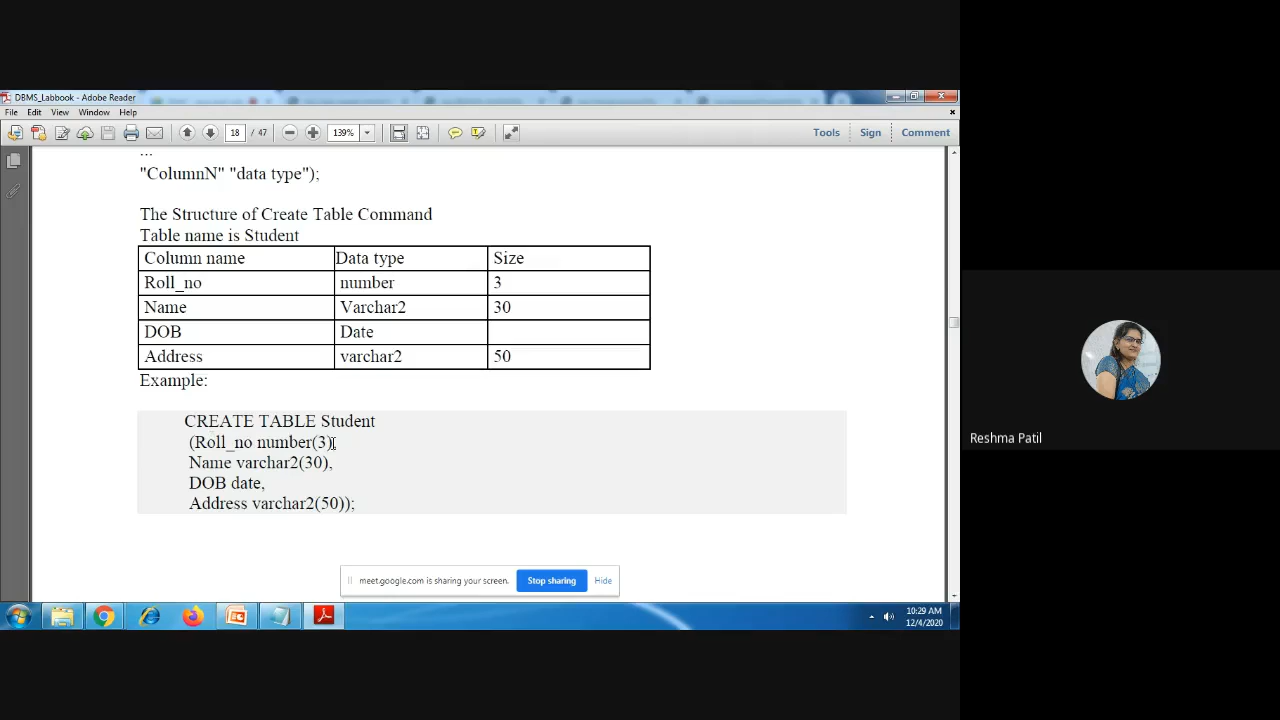 DBMS_Labbook - Adobe Reader
File Edit View Window Help
18 / 47 139% Tools Sign Comment
...
"ColumnN" "data type");
The Structure of Create Table Command
Table name is Student
Column name Data type Size
Roll_no number 3
Name Varchar2 30
DOB Date
Address varchar2 50
Example:
CREATE TABLE Student
(Roll_no number(3)
Name varchar2(30),
DOB date,
Address varchar2(50));
meet.google.com is sharing your screen. Stop sharing Hide
10:29 AM
12/4/2020
Reshma Patil